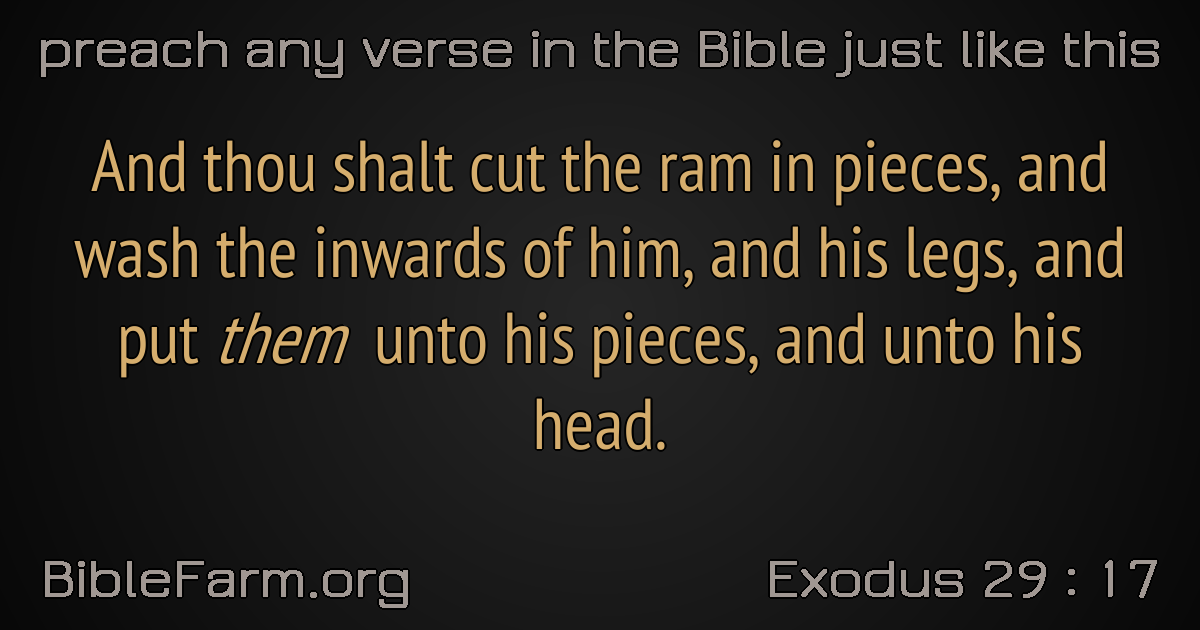 preach any verse in the Bible just like this
And thou shalt cut the ram in pieces, and
wash the inwards of him, and his legs, and
put them unto his pieces, and unto his
head.
BibleFarm.org
Exodus 29 : 17